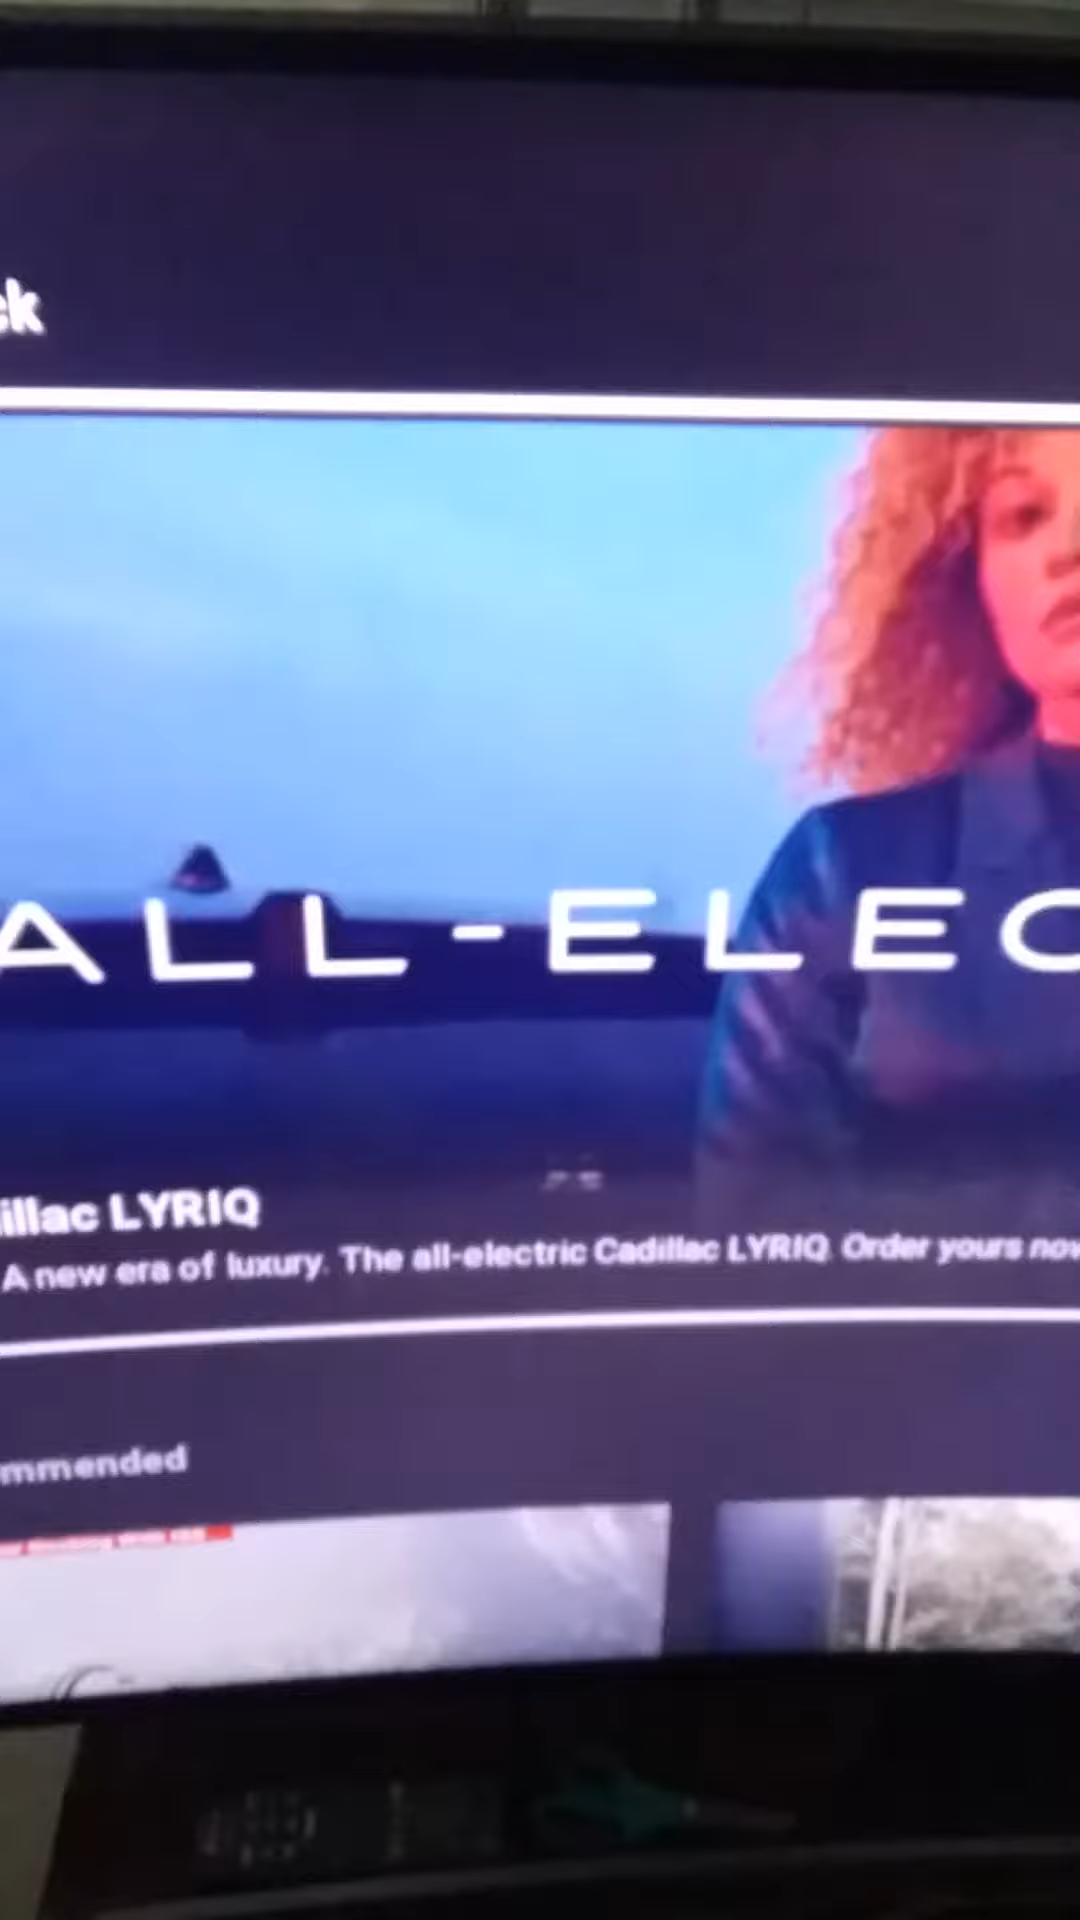 ck
ALL-ELEC
illac LYRIQ
A new era of luxury. The all-electric Cadillac LYRIQ. Order yours now
mmended